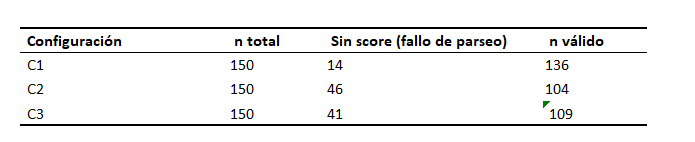 Configuración n total Sin score (fallo de parseo) n válido
C1 150 14 136
C2 150 46 104
C3 150 41 109